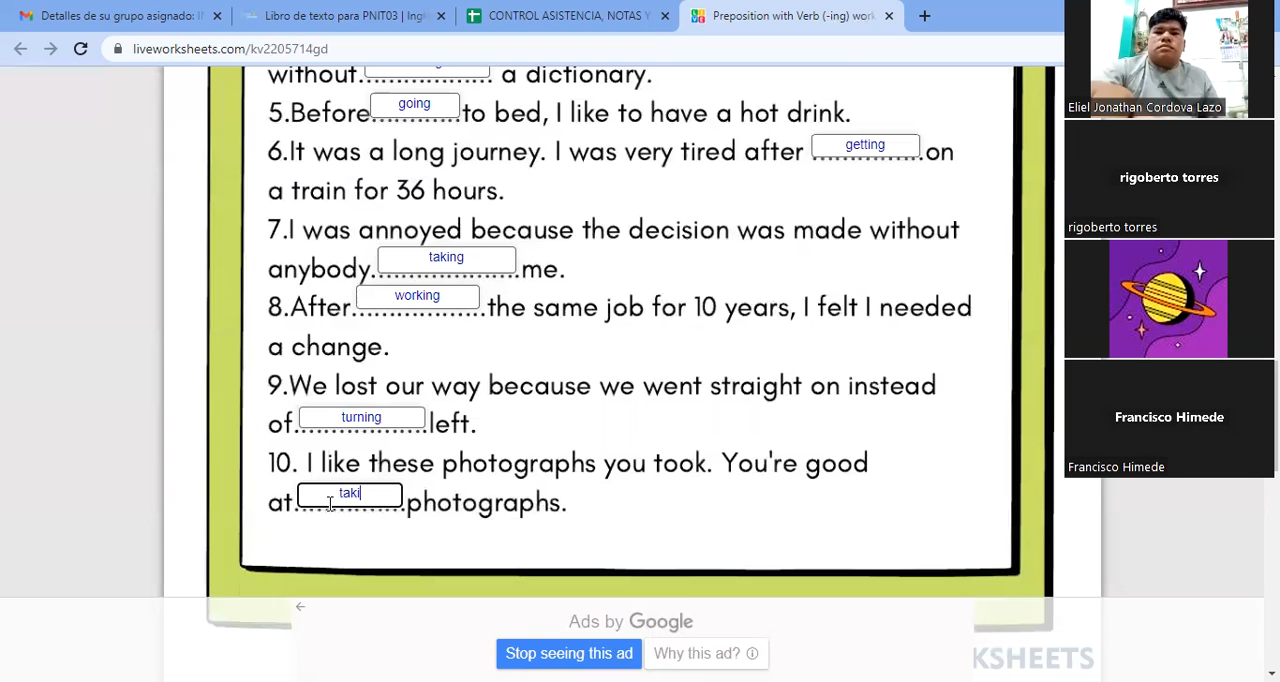 Detalles de su grupo asignado: I
Libro de texto para PNIT03 | Ingl
CONTROL ASISTENCIA, NOTAS Y
Preposition with Verb (-ing) work
liveworksheets.com/kv2205714gd
without.................. a dictionary.
5.Before going to bed, I like to have a hot drink.
6.It was a long journey. I was very tired after getting on
a train for 36 hours.
7.I was annoyed because the decision was made without
anybody taking me.
8.After working the same job for 10 years, I felt I needed
a change.
9.We lost our way because we went straight on instead
of turning left.
10. I like these photographs you took. You're good
at taki photographs.
Ads by Google
Stop seeing this ad
Why this ad?
KSHEETS
Eliel Jonathan Cordova Lazo
rigoberto torres
rigoberto torres
Francisco Himede
Francisco Himede